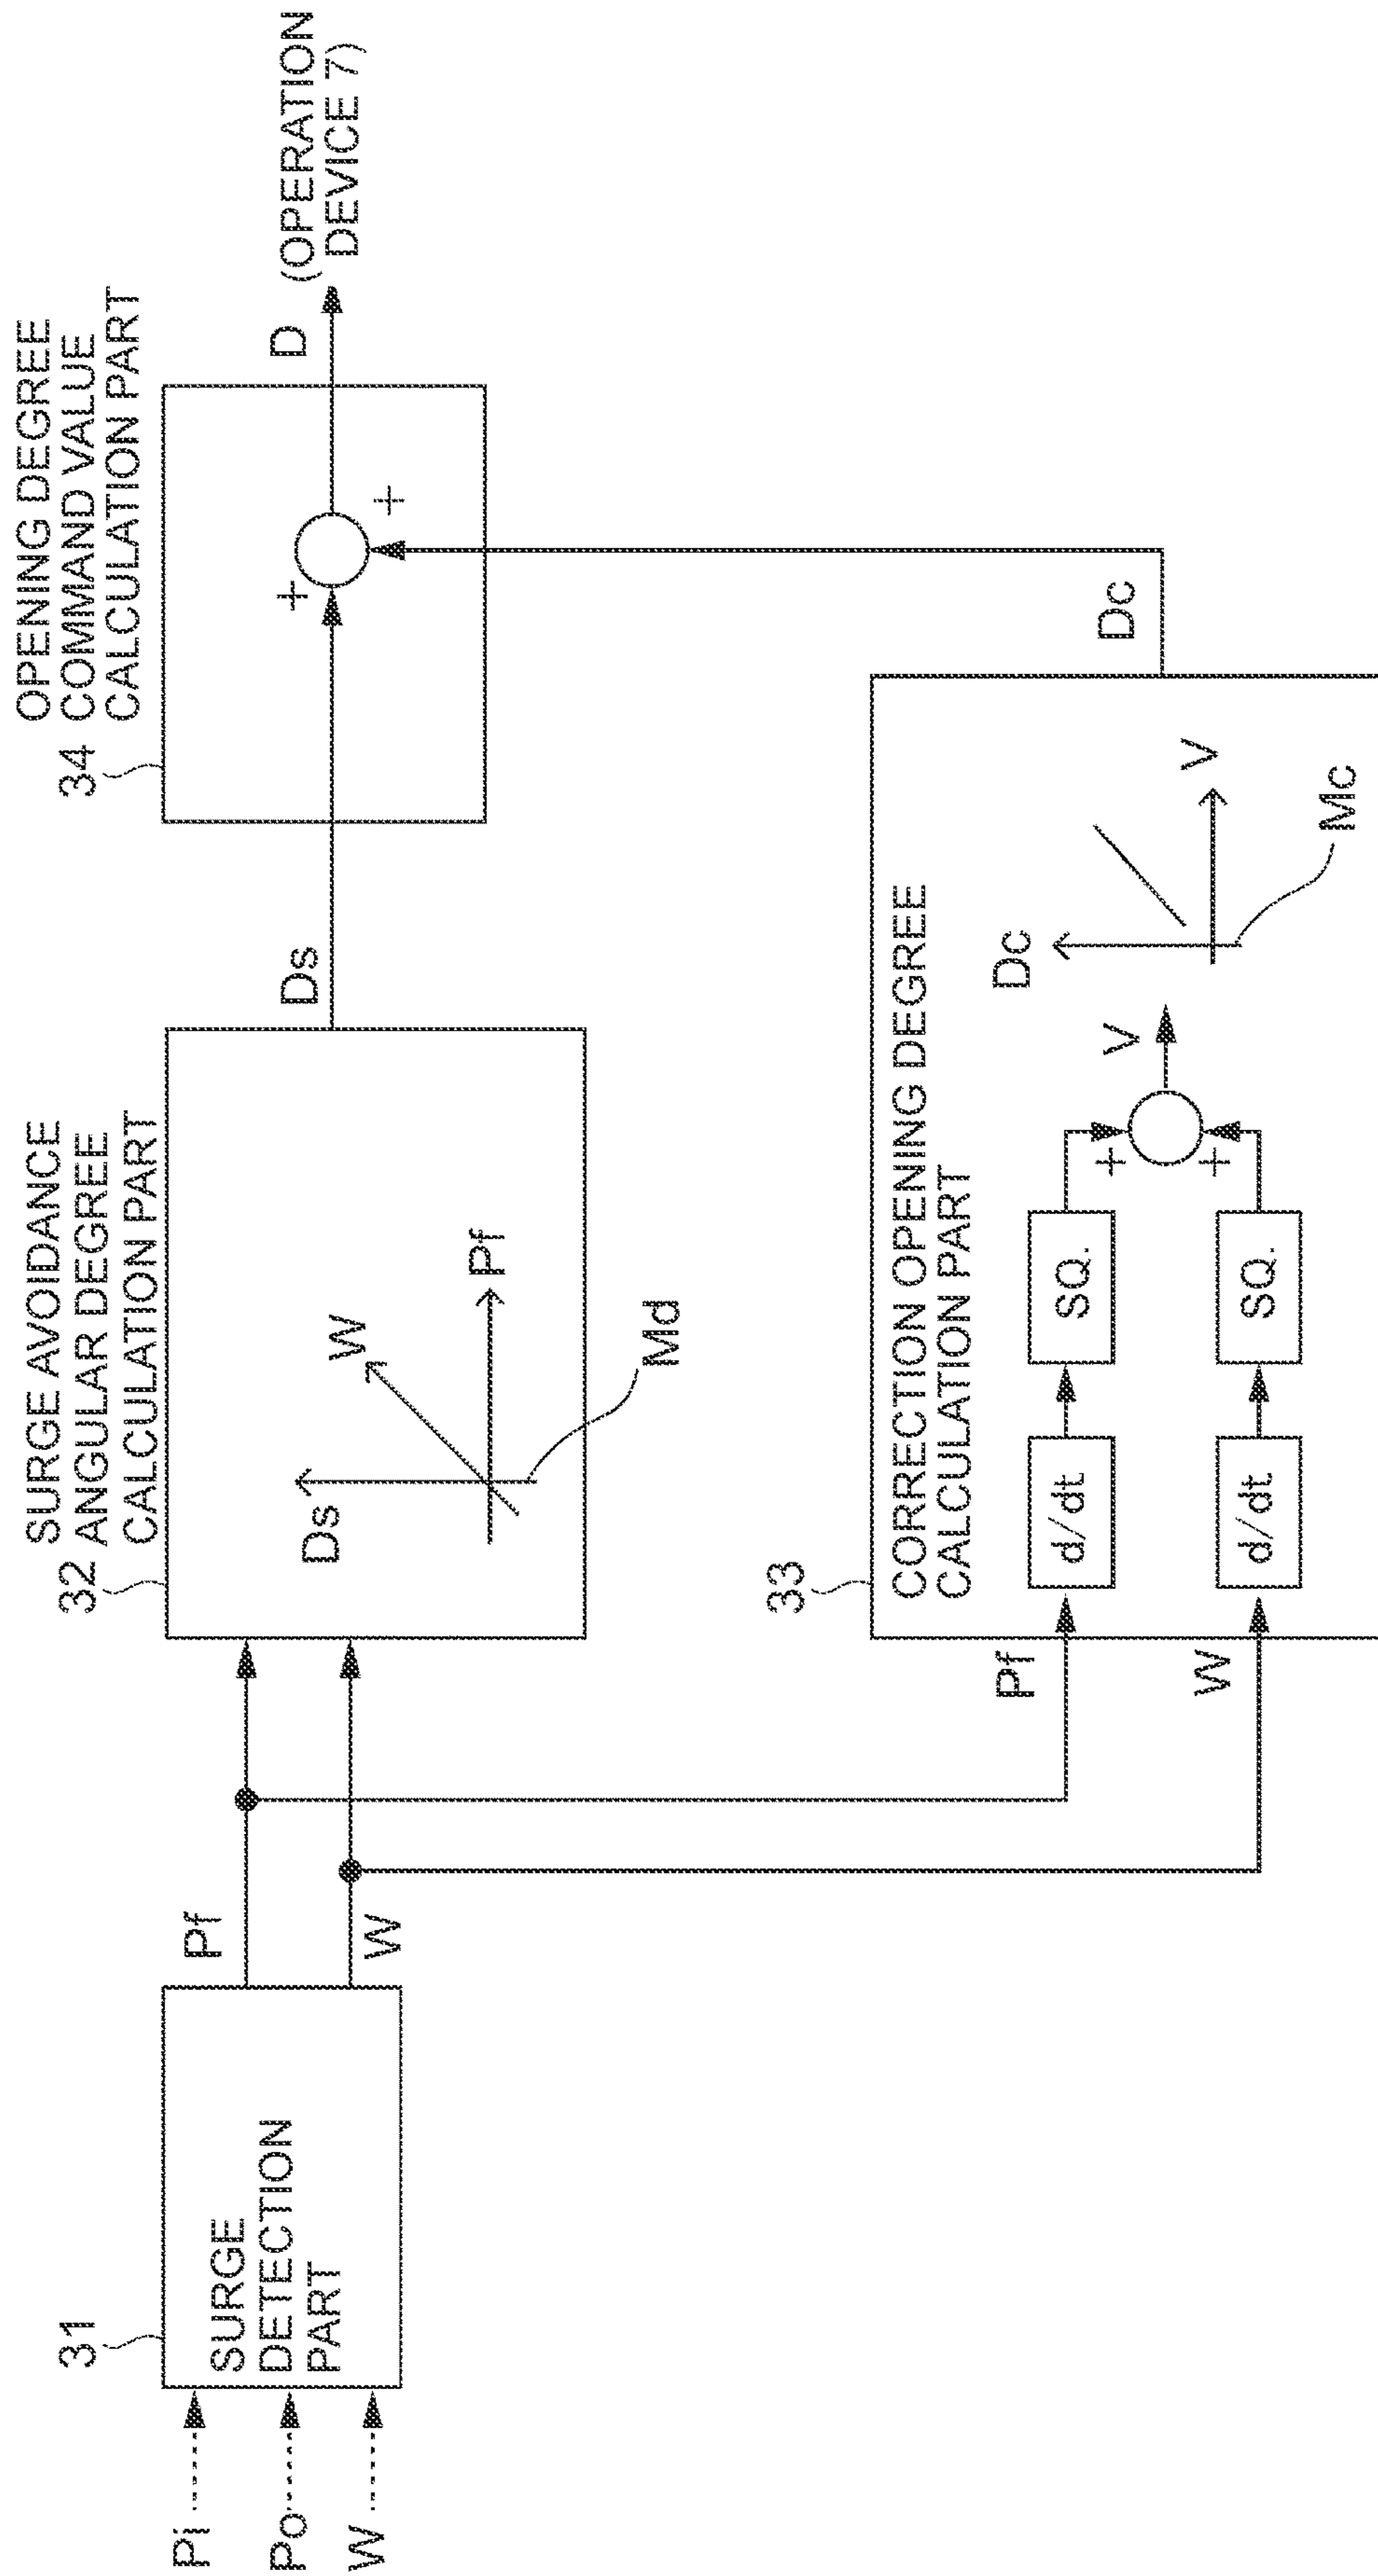 Pi
Po
W
31
SURGE
DETECTION
PART
Pf
W
32
SURGE AVOIDANCE
ANGULAR DEGREE
CALCULATION PART
Ds
W
Pf
Md
Ds
34
OPENING DEGREE
COMMAND VALUE
CALCULATION PART
+
+
D
(OPERATION
DEVICE 7)
33
CORRECTION OPENING DEGREE
CALCULATION PART
Pf
W
d/dt
SQ.
d/dt
SQ.
+
+
V
Dc
V
Mc
Dc